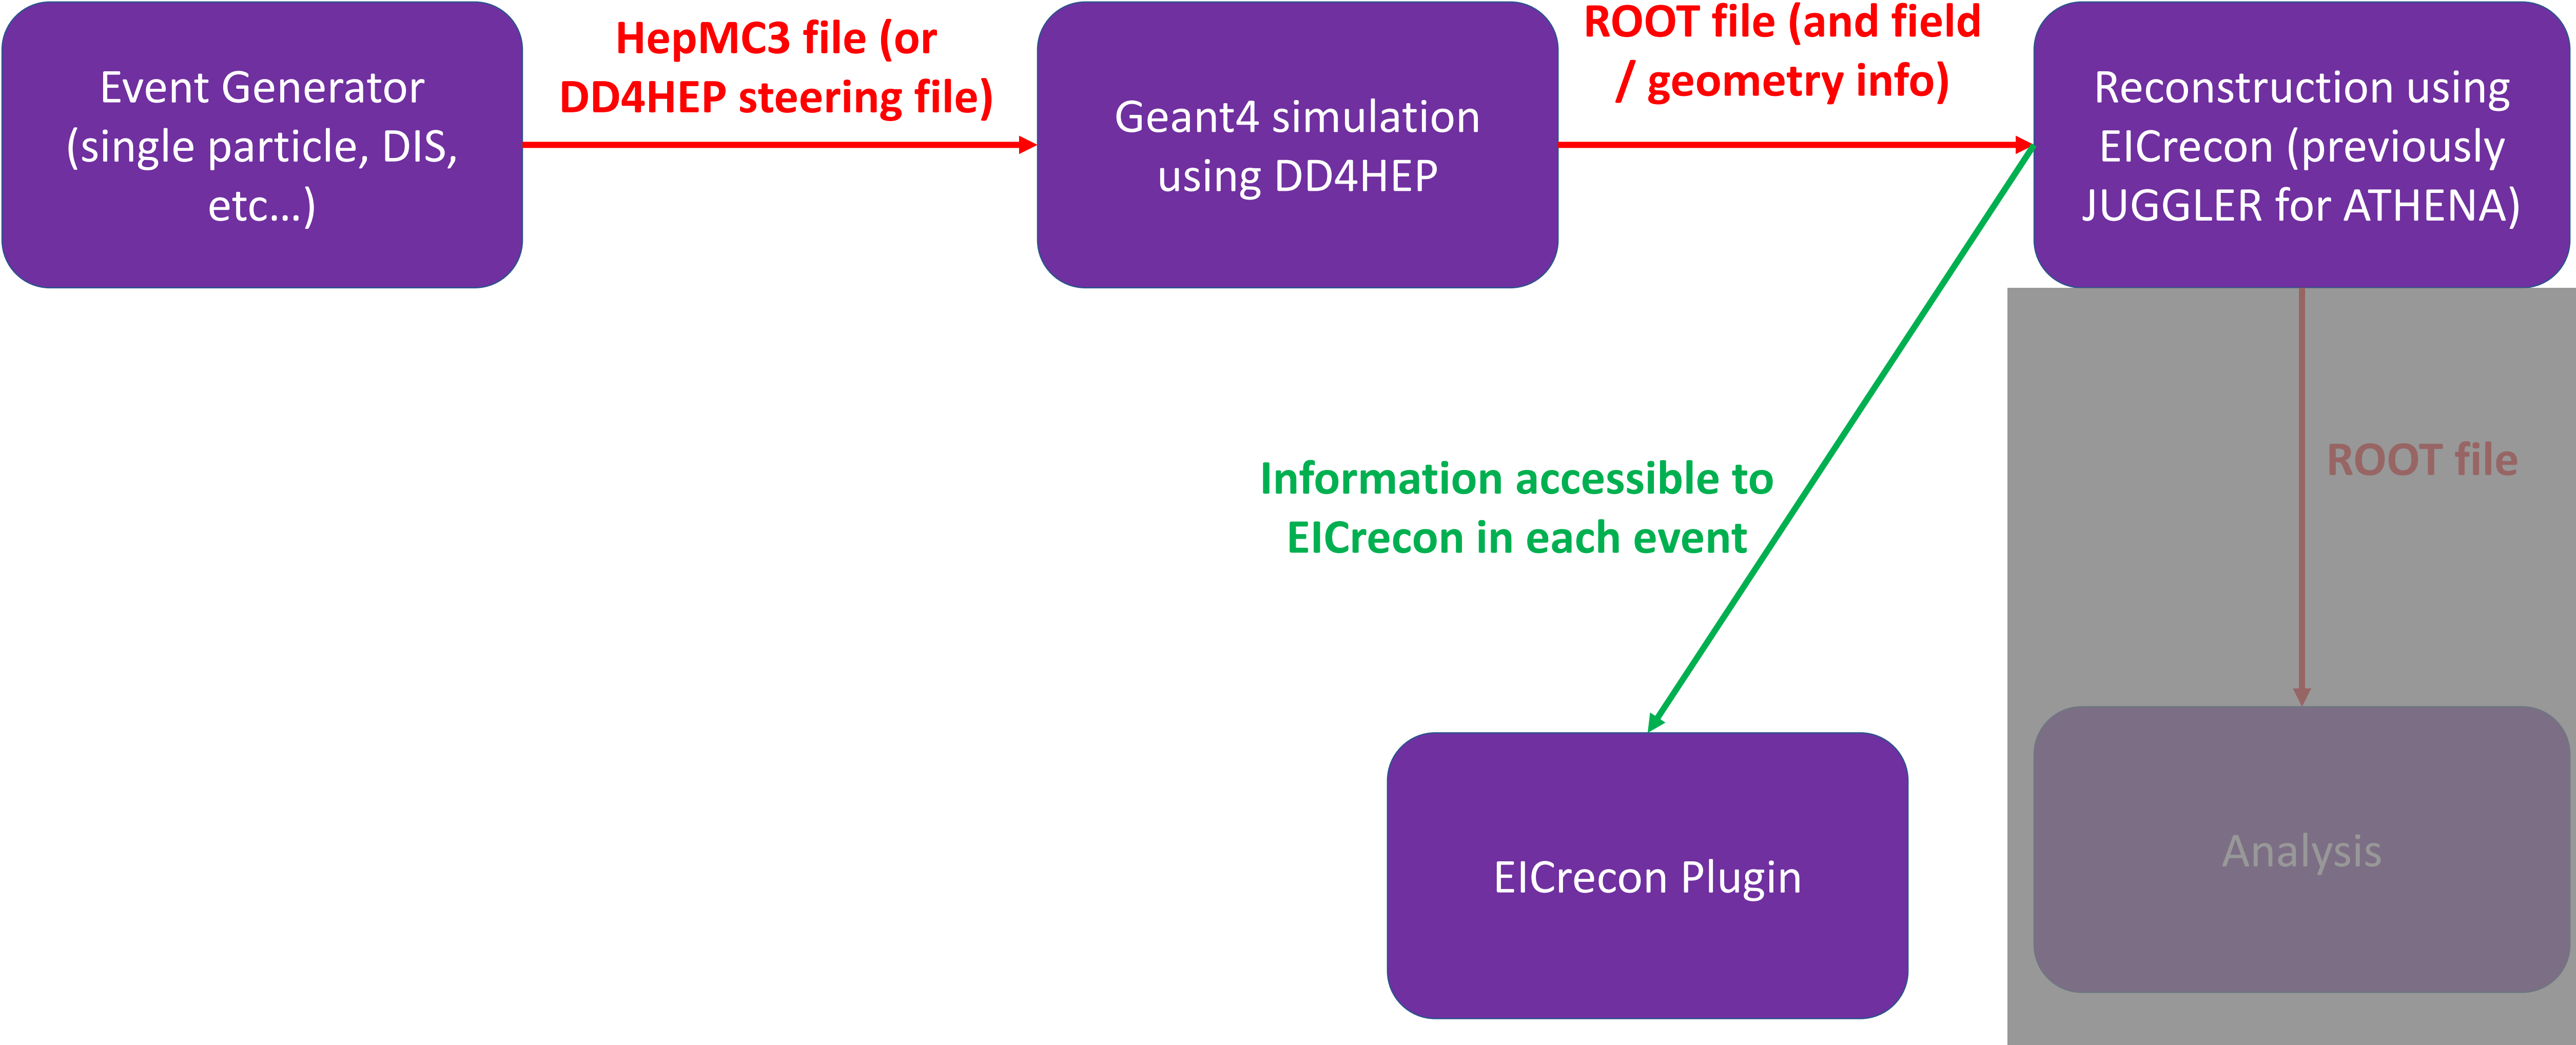 Event Generator
(single particle, DIS,
etc…)
HepMC3 file (or
DD4HEP steering file)
Geant4 simulation
using DD4HEP
ROOT file (and field
/ geometry info)
Reconstruction using
EICrecon (previously
JUGGLER for ATHENA)
Information accessible to
EICrecon in each event
ROOT file
EICrecon Plugin
Analysis